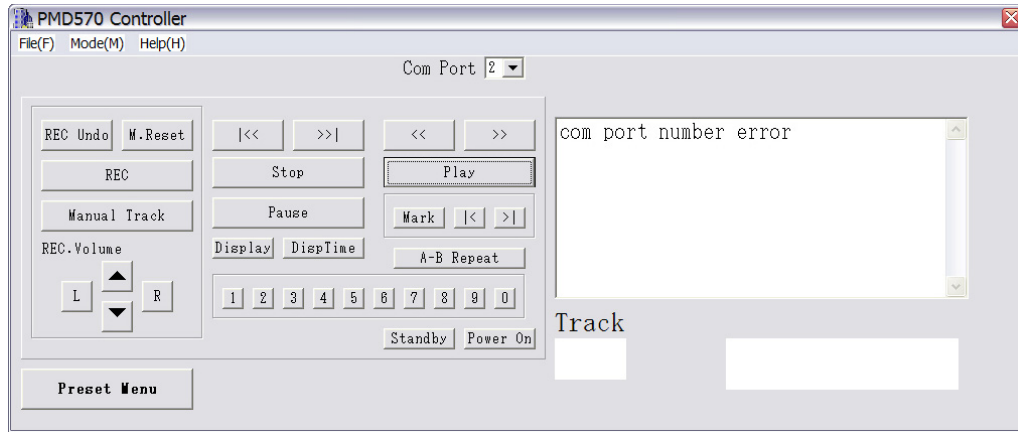 PMD570 Controller
File(F) Mode(M) Help(H)
Com Port 2
REC Undo M.Reset |<< >>| << >>
REC Stop Play
Manual Track Pause Mark |< >|
REC.Volume Display DispTime A-B Repeat
L R 1 2 3 4 5 6 7 8 9 0
Standby Power On
Preset Menu
com port number error
Track